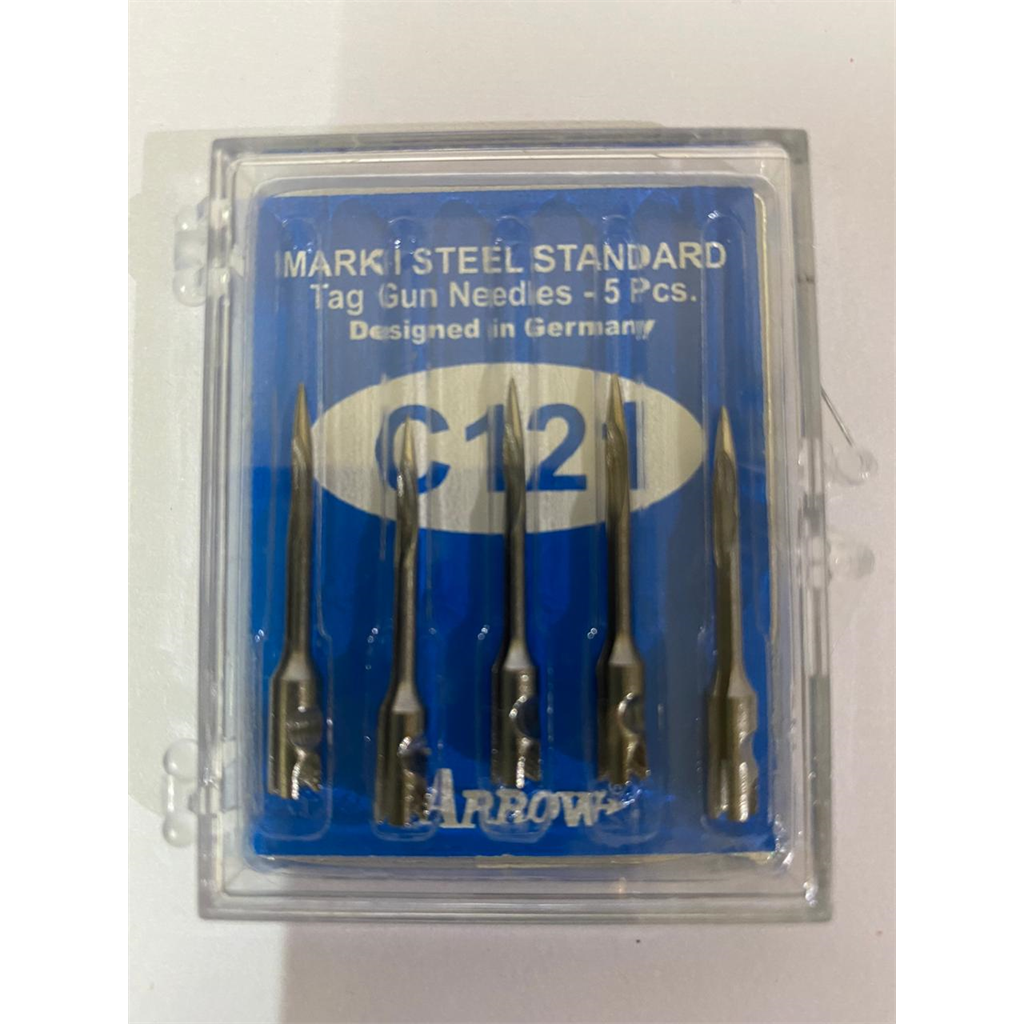 MARK I STEEL STANDARD
Tag Gun Needles - 5 Pcs.
Designed in Germany
C121
ARROW